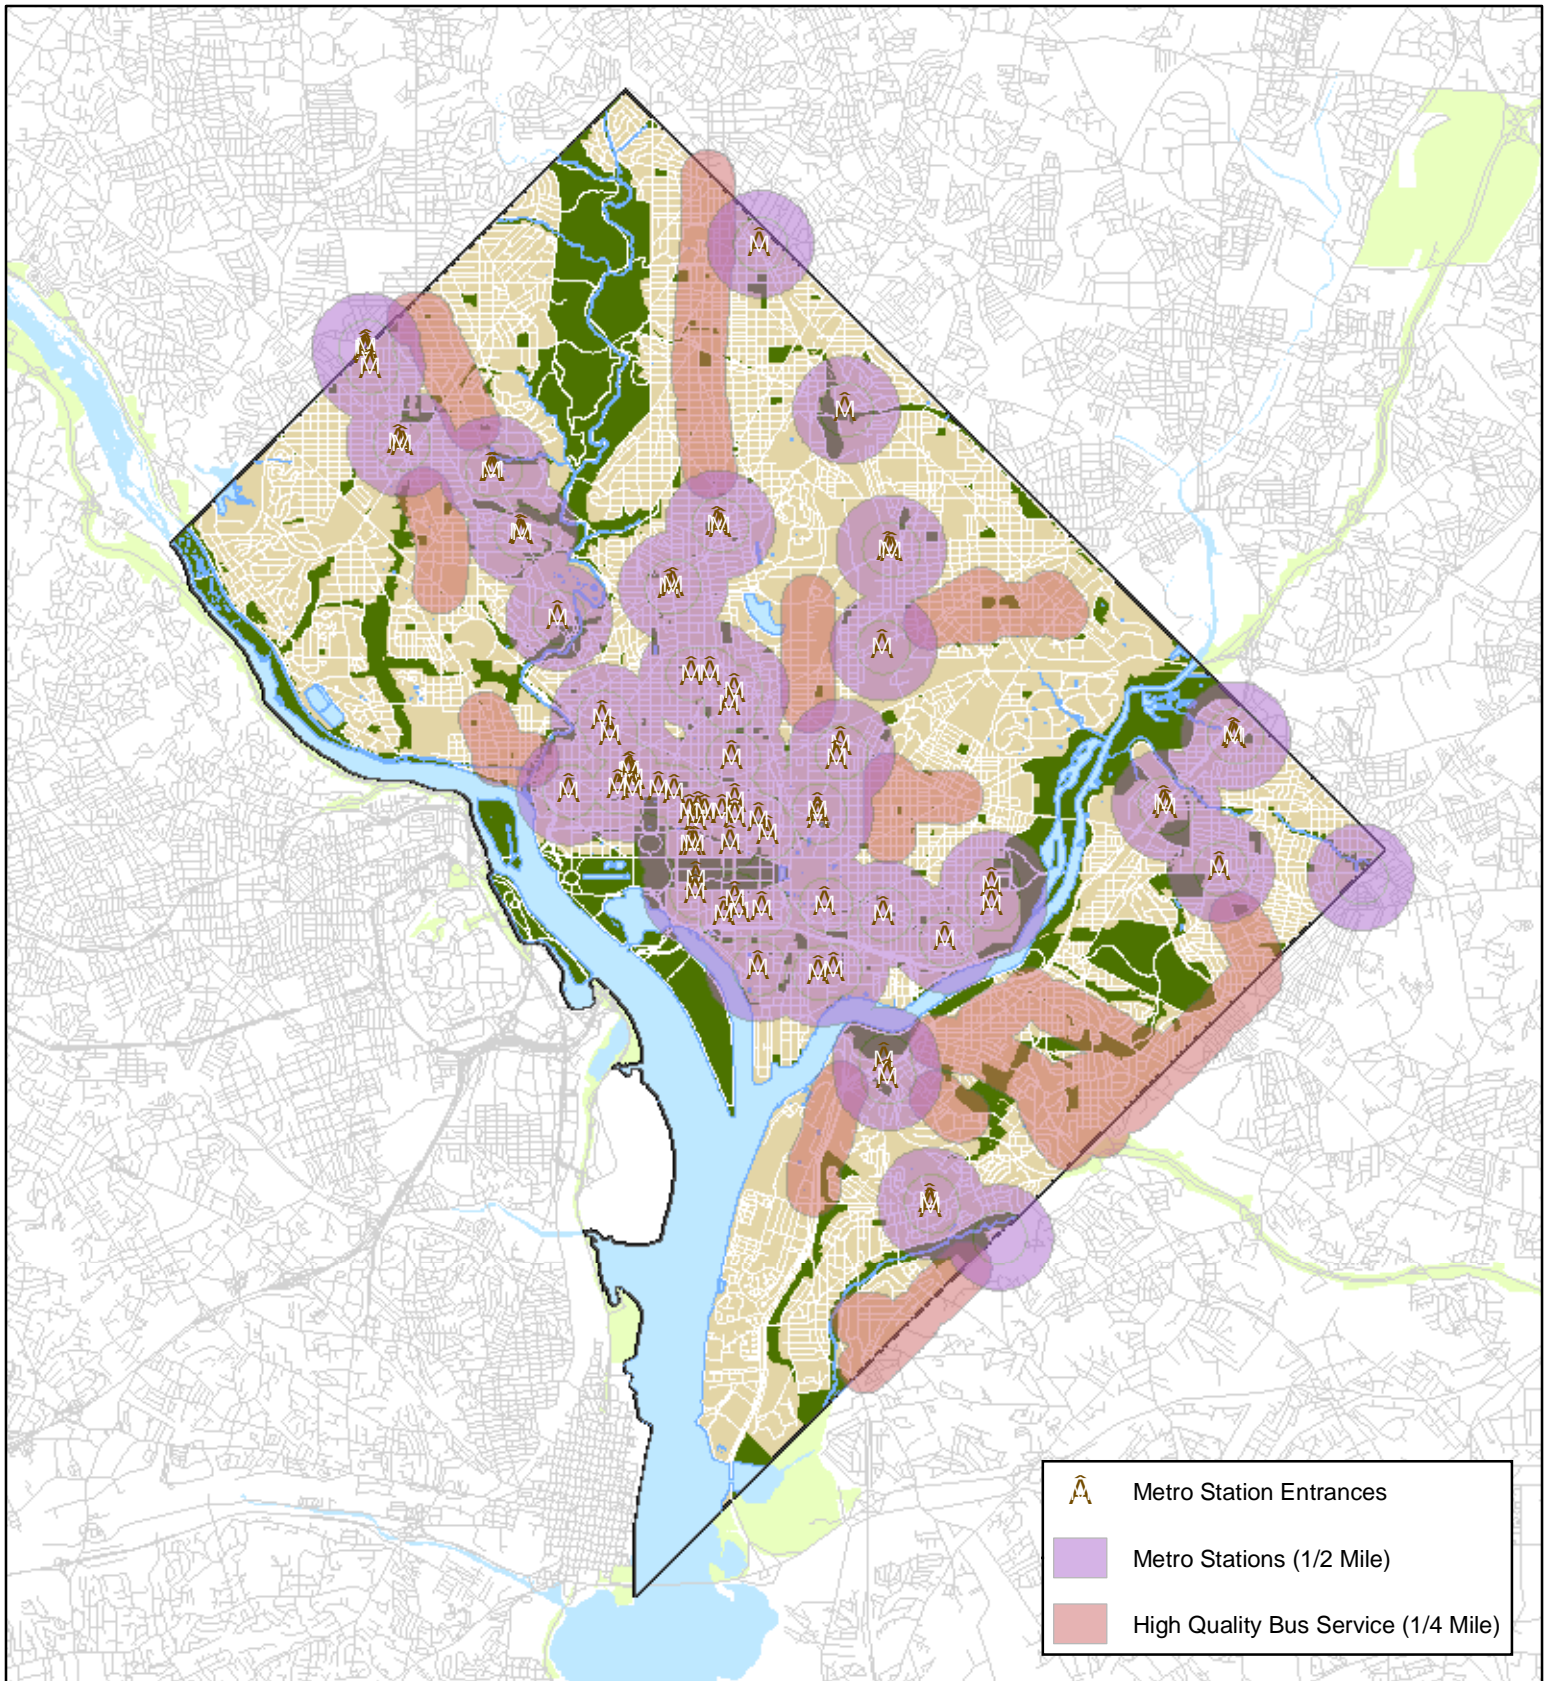 Metro Station Entrances
Metro Stations (1/2 Mile)
High Quality Bus Service (1/4 Mile)